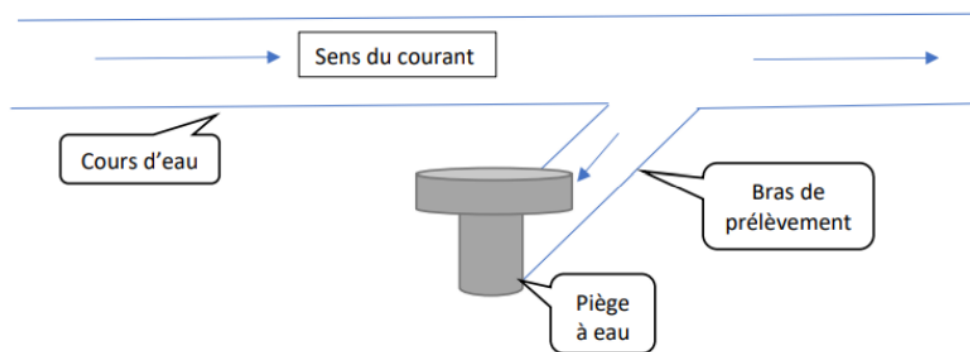 Sens du courant
Cours d'eau
Bras de
prélèvement
Piège
à eau